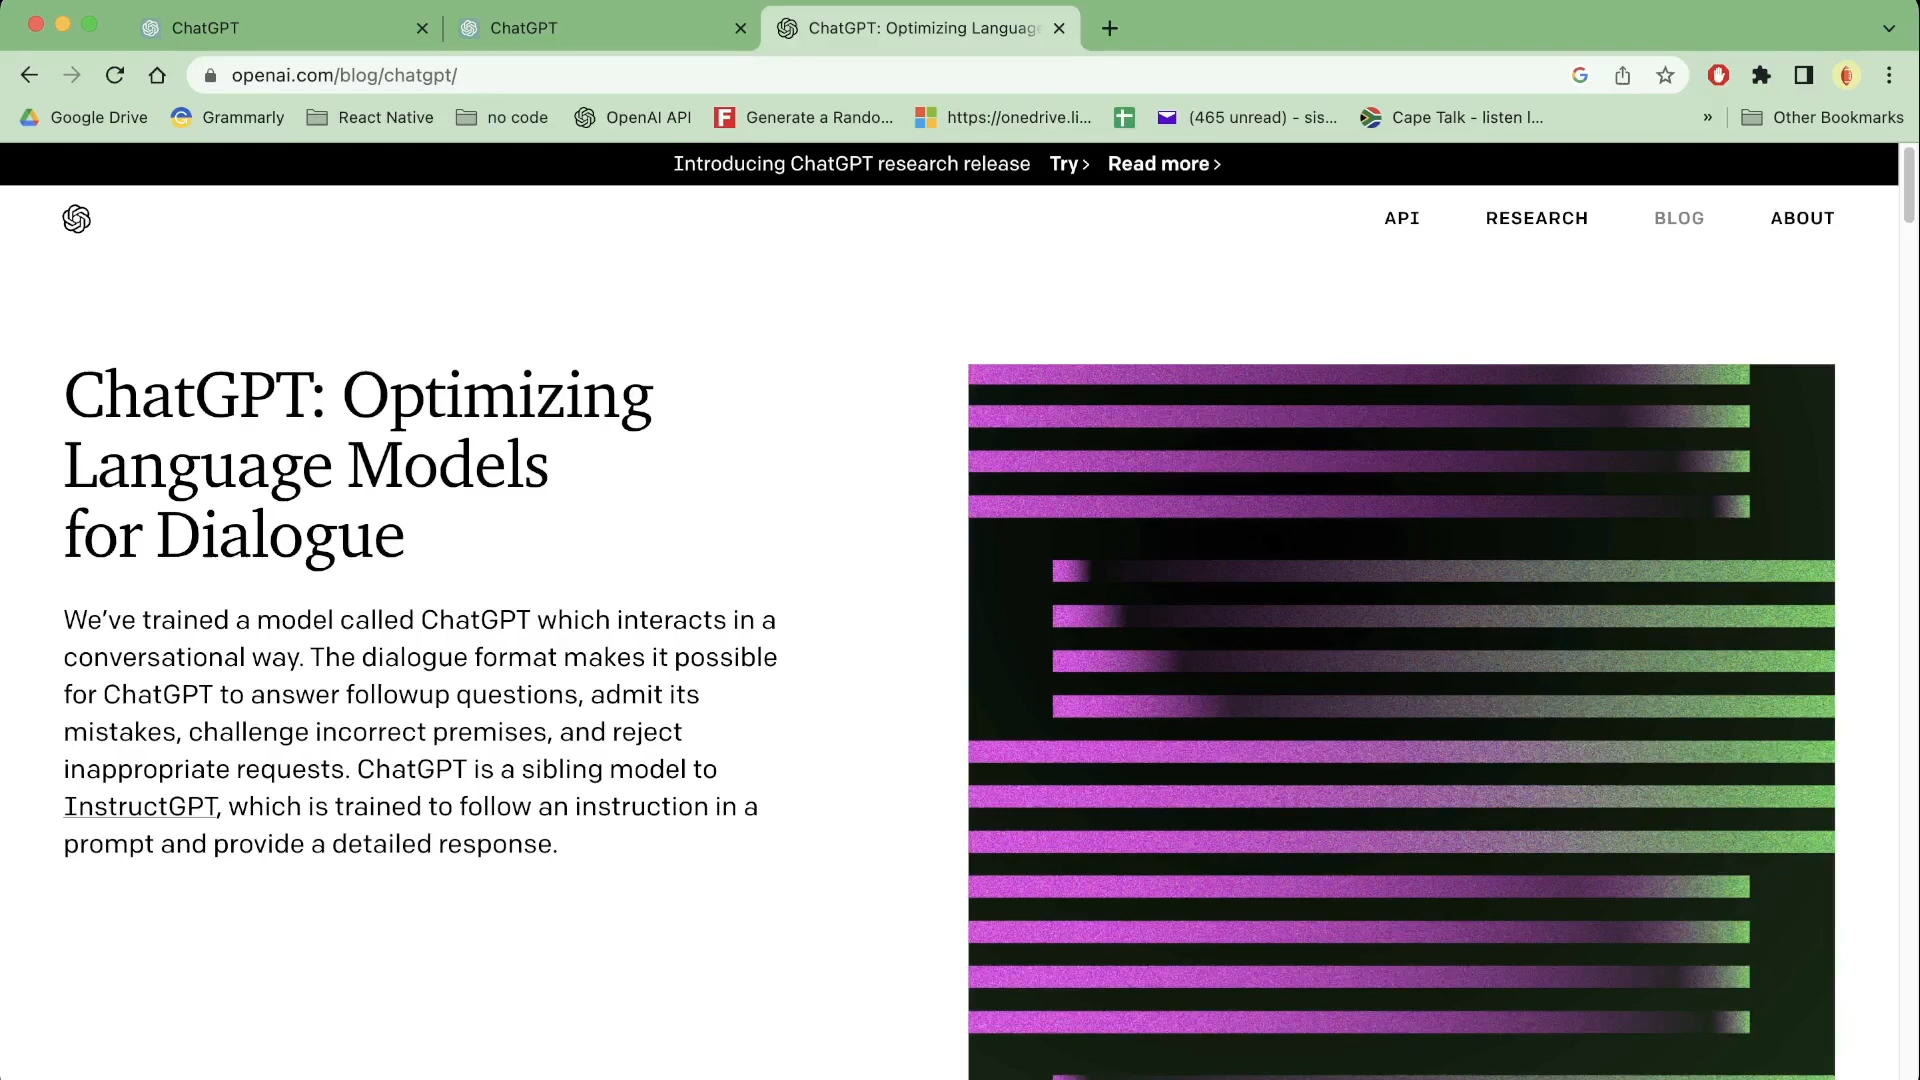 ChatGPT
ChatGPT
ChatGPT: Optimizing Language
openai.com/blog/chatgpt/
Google Drive
Grammarly
React Native
no code
OpenAI API
Generate a Rando...
https://onedrive.li...
(465 unread) - sis...
Cape Talk - listen l...
»
Other Bookmarks
Introducing ChatGPT research release Try › Read more ›
API RESEARCH BLOG ABOUT
ChatGPT: Optimizing
Language Models
for Dialogue
We’ve trained a model called ChatGPT which interacts in a
conversational way. The dialogue format makes it possible
for ChatGPT to answer followup questions, admit its
mistakes, challenge incorrect premises, and reject
inappropriate requests. ChatGPT is a sibling model to
InstructGPT, which is trained to follow an instruction in a
prompt and provide a detailed response.